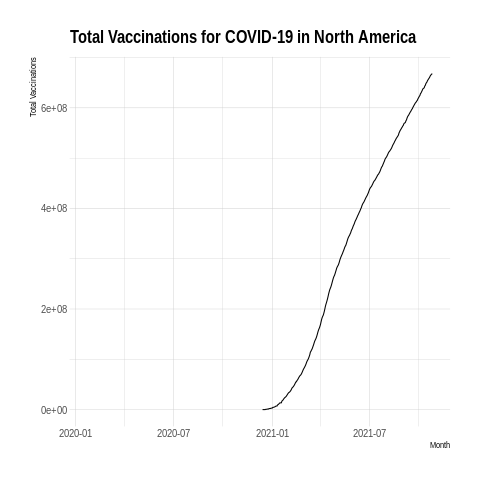 Total Vaccinations for COVID-19 in North America
Total Vaccinations
6e+08
4e+08
2e+08
0e+00
2020-01 2020-07 2021-01 2021-07
Month